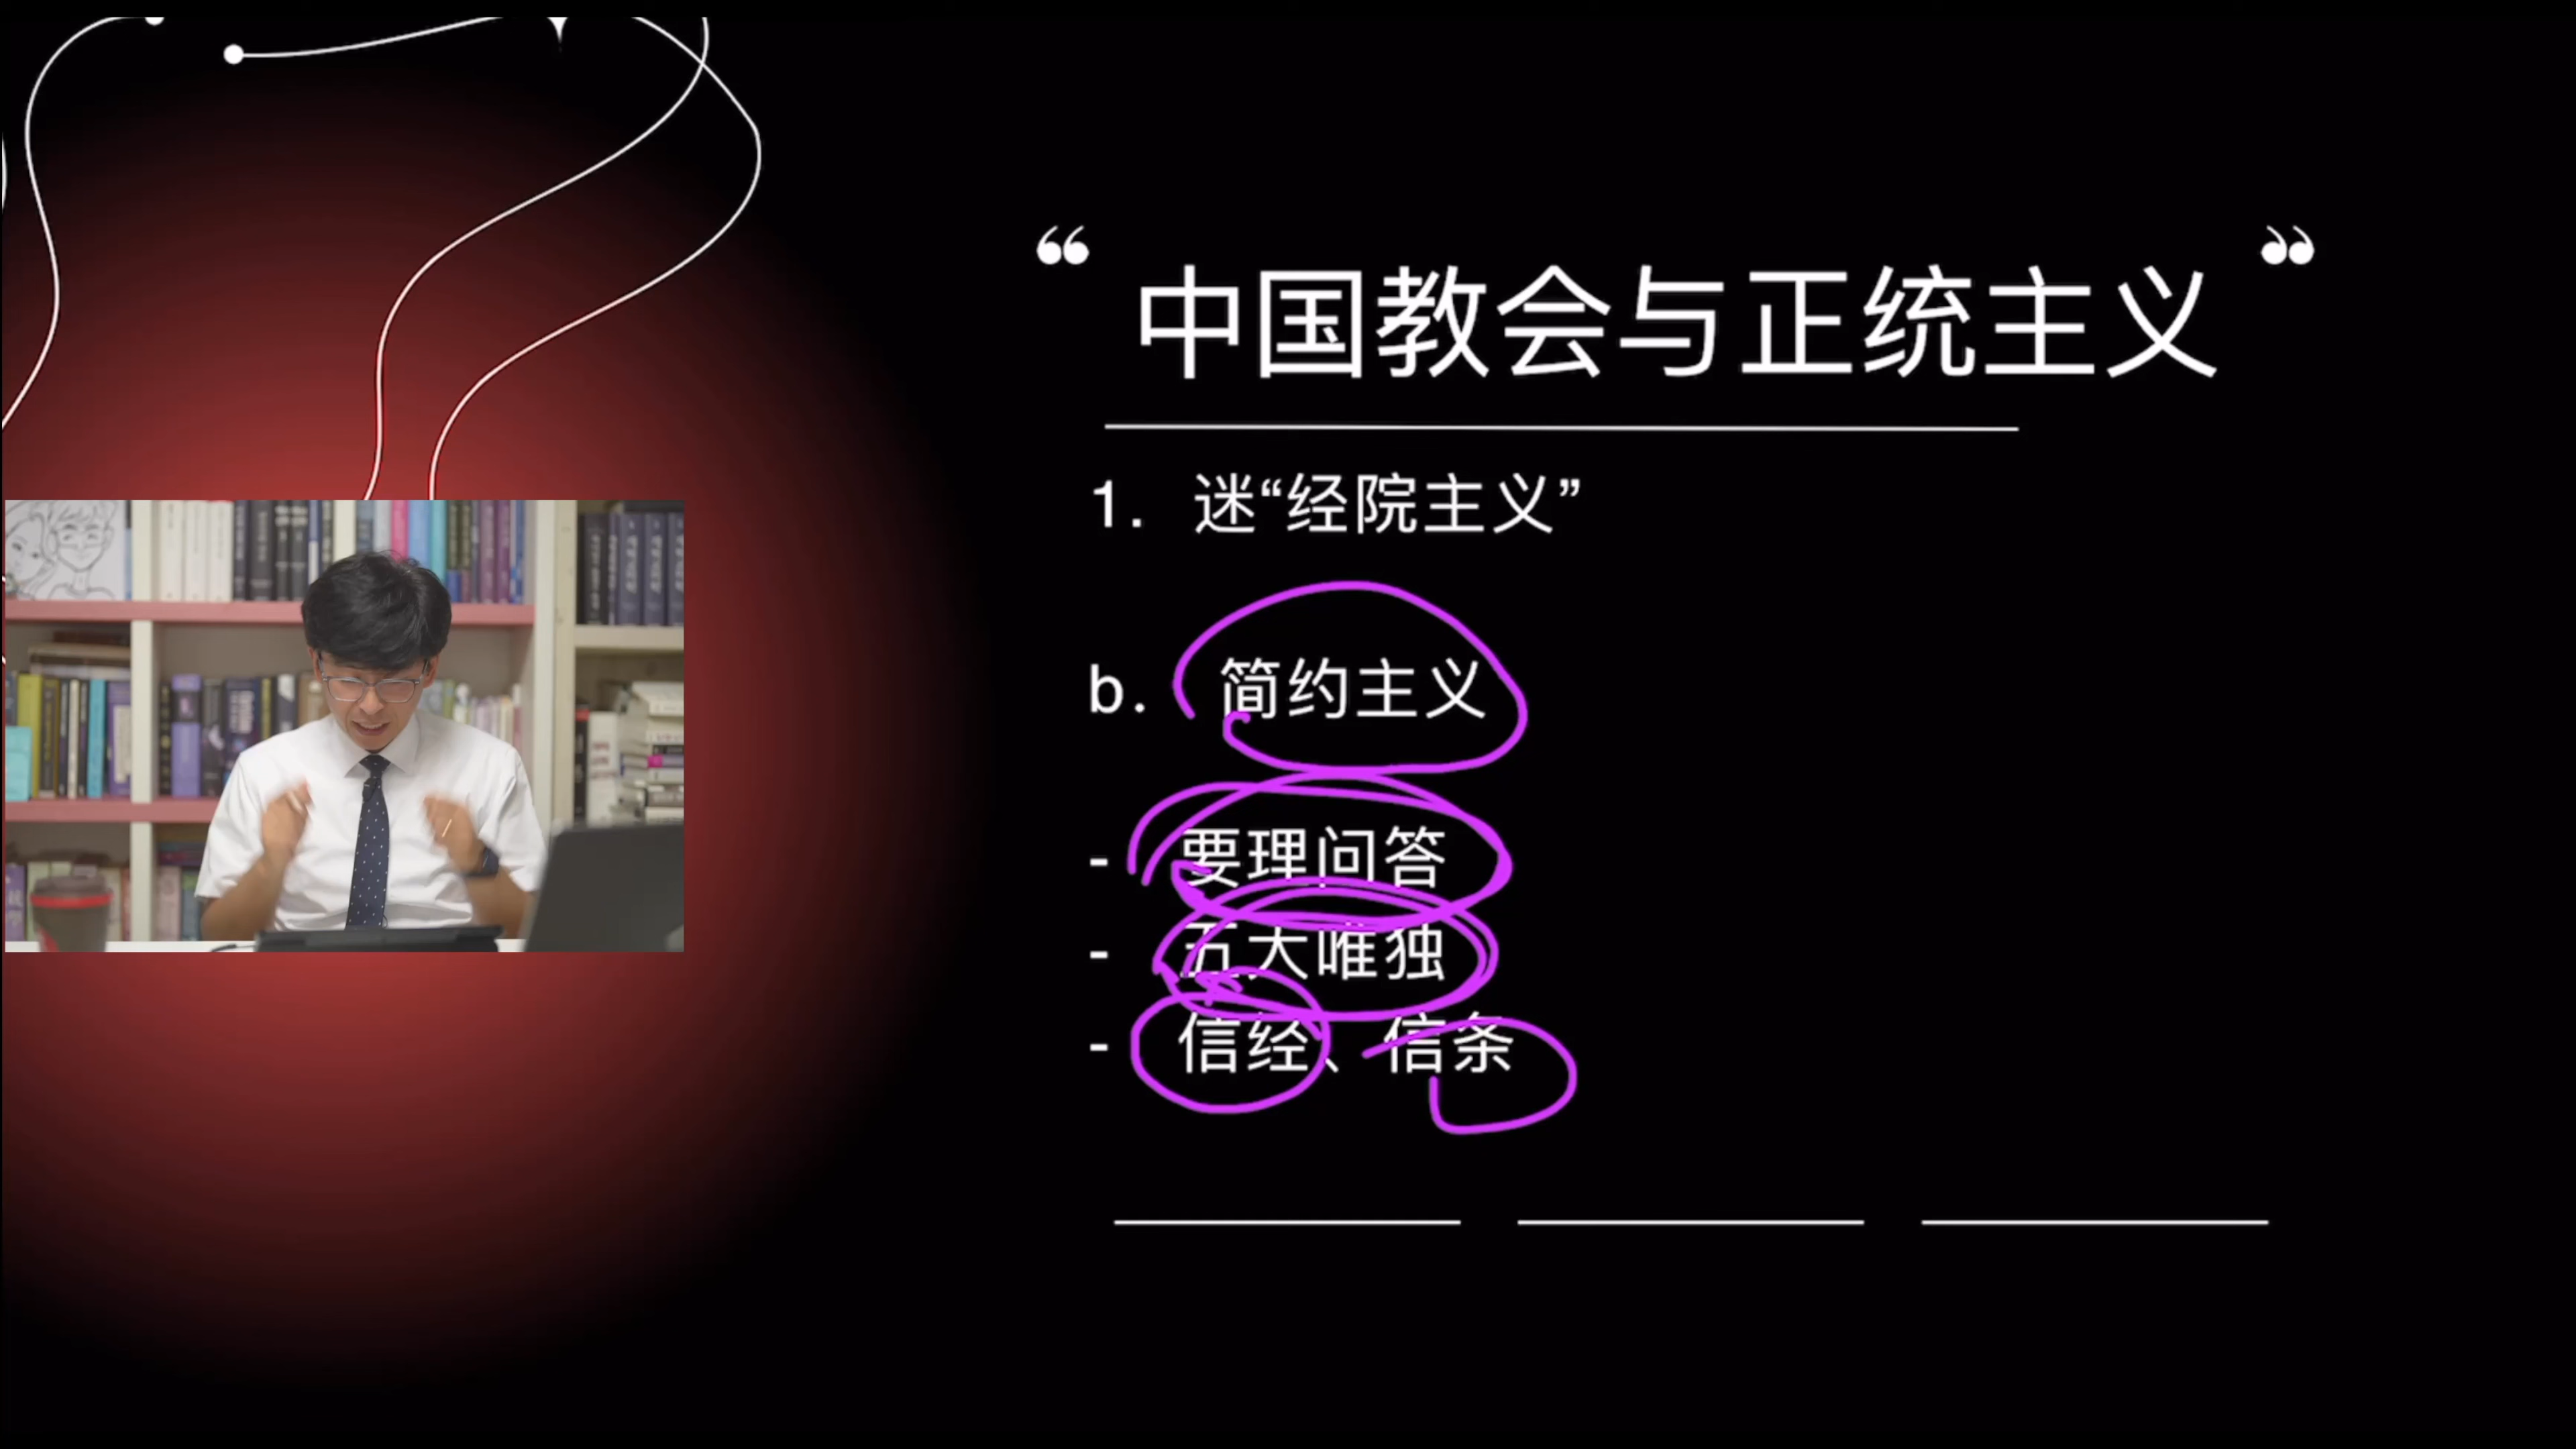 “中国教会与正统主义”
1. 迷“经院主义”
b. 简约主义
- 要理问答
- 五大唯独
- 信经、信条